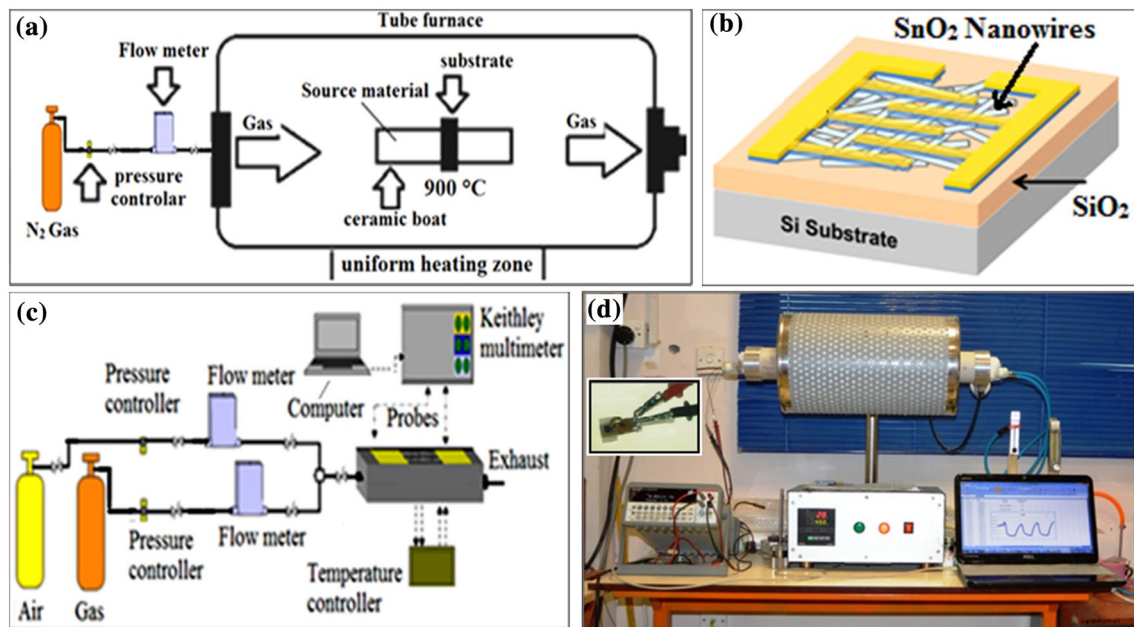 (a)
Tube furnace
Flow meter
substrate
Source material
Gas
Gas
900 °C
pressure
controlar
ceramic boat
N₂ Gas
uniform heating zone
(b)
SnO₂ Nanowires
SiO₂
Si Substrate
(c)
Keithley
multimeter
Pressure
controller
Flow meter
Computer
Probes
Exhaust
Pressure
controller
Flow meter
Temperature
controller
Air
Gas
(d)
DELL